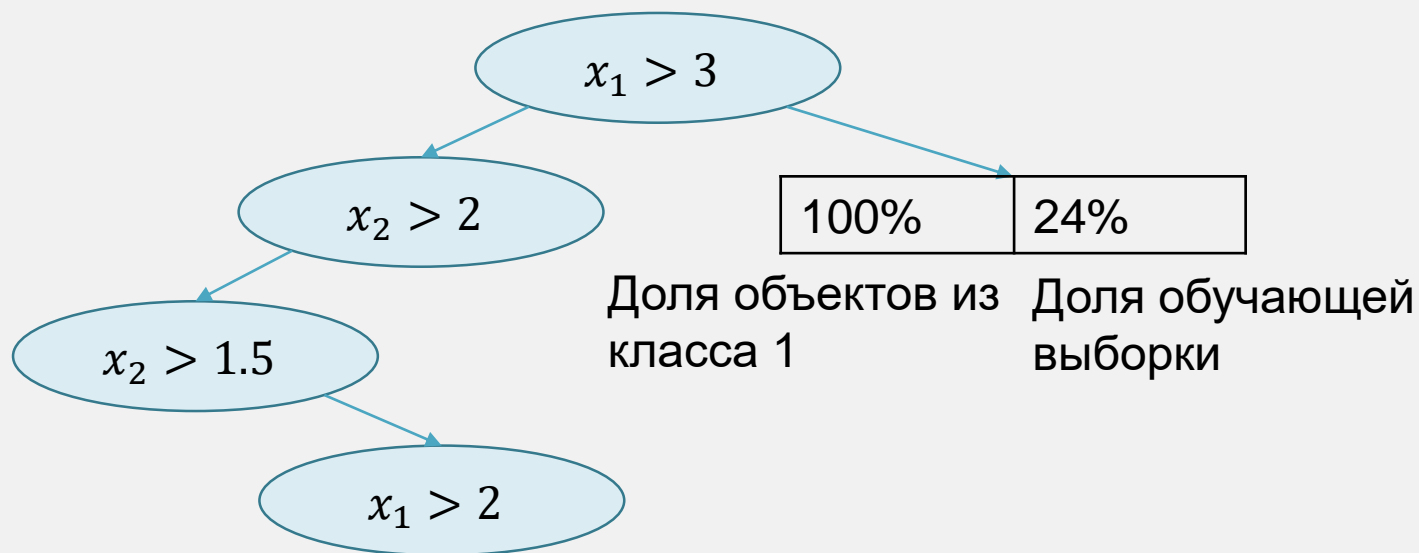 x₁ > 3
x₂ > 2
100% 24%
Доля объектов из Доля обучающей
класса 1 выборки
x₂ > 1.5
x₁ > 2